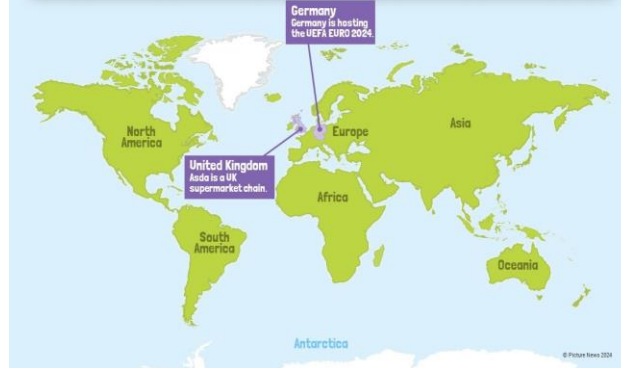 Germany
Germany is hosting
the UEFA EURO 2024.
North
America
Europe
Asia
United Kingdom
Asda is a UK
supermarket chain.
Africa
South
America
Oceania
Antarctica
© Picture News 2024